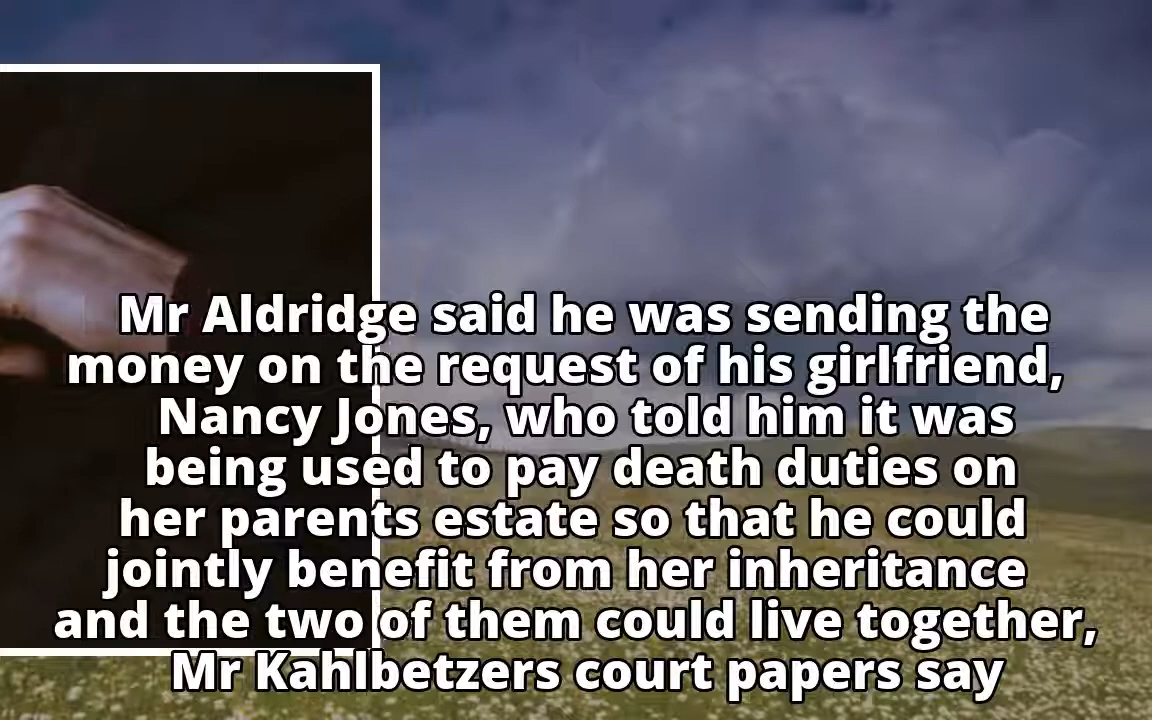 Mr Aldridge said he was sending the
money on the request of his girlfriend,
Nancy Jones, who told him it was
being used to pay death duties on
her parents estate so that he could
jointly benefit from her inheritance
and the two of them could live together,
Mr Kahlbetzers court papers say